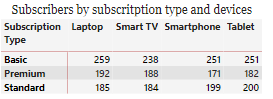 Subscribers by subscritption type and devices
Subscription Type Laptop Smart TV Smartphone Tablet
Basic 259 238 251 251
Premium 192 188 171 182
Standard 185 184 199 200